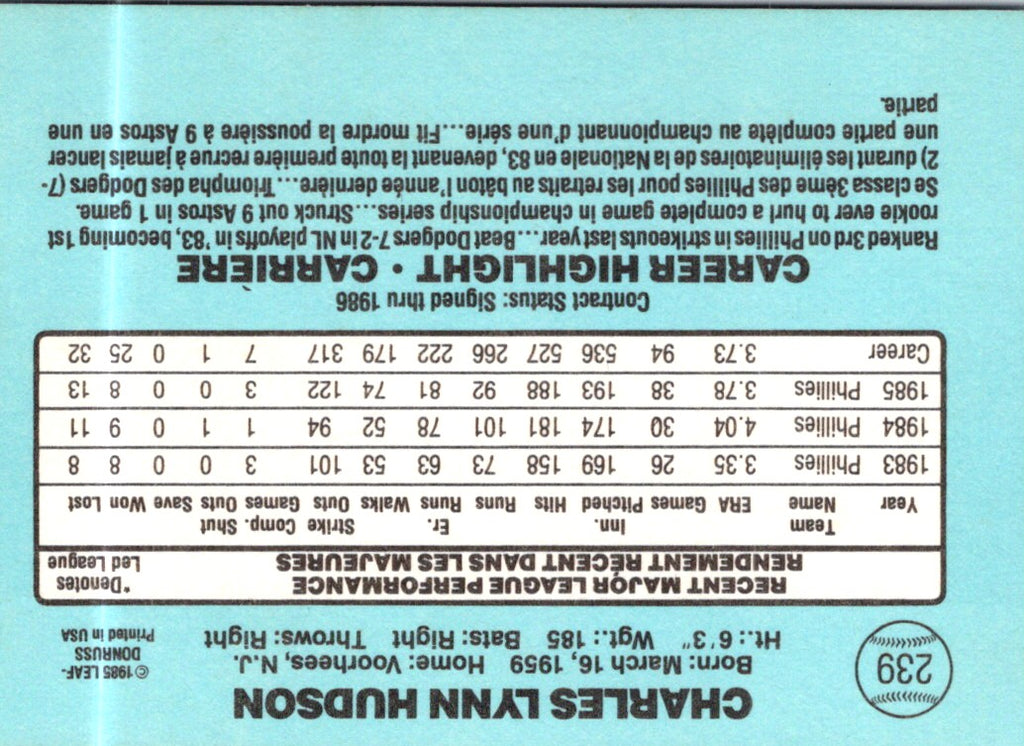 239
CHARLES LYNN HUDSON
Born: March 16, 1959 Home: Voorhees, N.J.
Ht.: 6'3" Wgt.: 185 Bats: Right Throws: Right
© 1985 LEAF-
DONRUSS
Printed in USA
RECENT MAJOR LEAGUE PERFORMANCE
RENDEMENT RÉCENT DANS LES MAJEURES
*Denotes
Led League
Year Team Name ERA Games Inn. Pitched Hits Runs Er. Runs Walks Strike Outs Comp. Games Shut Outs Save Won Lost
1983 Phillies 3.35 26 169 158 73 63 53 101 3 0 0 8 8
1984 Phillies 4.04 30 174 181 101 78 52 94 1 1 0 9 11
1985 Phillies 3.78 38 193 188 92 81 74 122 3 0 0 8 13
Career 3.73 94 536 527 266 222 179 317 7 1 0 25 32
Contract Status: Signed thru 1986
CAREER HIGHLIGHT • CARRIÈRE
Ranked 3rd on Phillies in strikeouts last year...Beat Dodgers 7-2 in NL playoffs in '83, becoming 1st
rookie ever to hurl a complete game in championship series...Struck out 9 Astros in 1 game.
Se classa 3ème des Phillies pour les retraits au bâton l'année dernière... Triompha des Dodgers (7-
2) durant les éliminatoires de la Nationale en 83, devenant la toute première recrue à jamais lancer
une partie complète au championnant d'une série...Fit mordre la poussière à 9 Astros en une
partie.